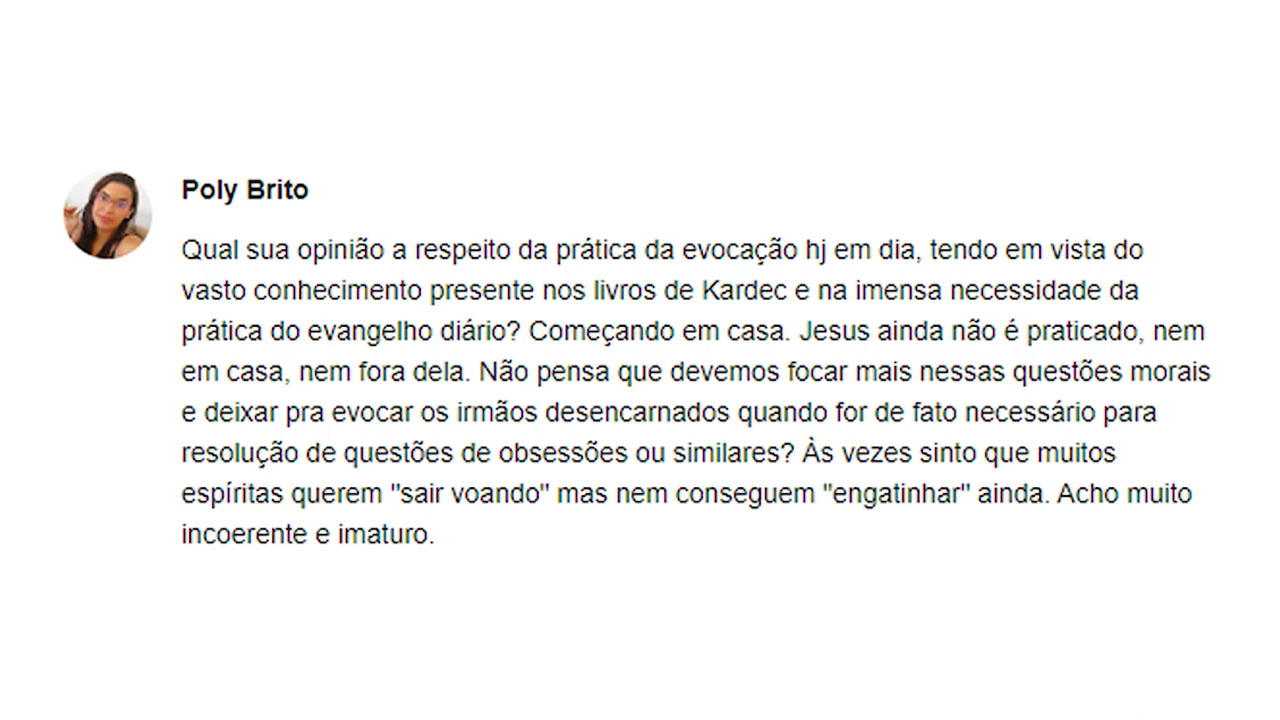 Poly Brito
Qual sua opinião a respeito da prática da evocação hj em dia, tendo em vista do
vasto conhecimento presente nos livros de Kardec e na imensa necessidade da
prática do evangelho diário? Começando em casa. Jesus ainda não é praticado, nem
em casa, nem fora dela. Não pensa que devemos focar mais nessas questões morais
e deixar pra evocar os irmãos desencarnados quando for de fato necessário para
resolução de questões de obsessões ou similares? Às vezes sinto que muitos
espíritas querem "sair voando" mas nem conseguem "engatinhar" ainda. Acho muito
incoerente e imaturo.